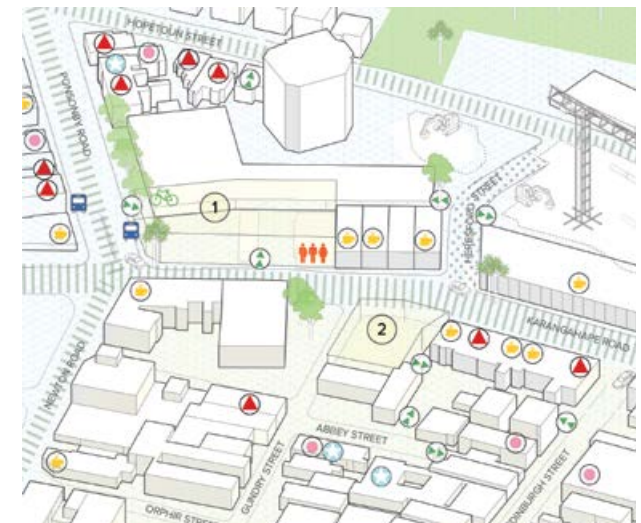 HOPETOUN STREET
PONSONBY ROAD
HEREFORD STREET
1
2
KARANGAHAPE ROAD
NEWTON ROAD
ABBEY STREET
GUNDRY STREET
EDINBURGH STREET
ORPHIR STREET